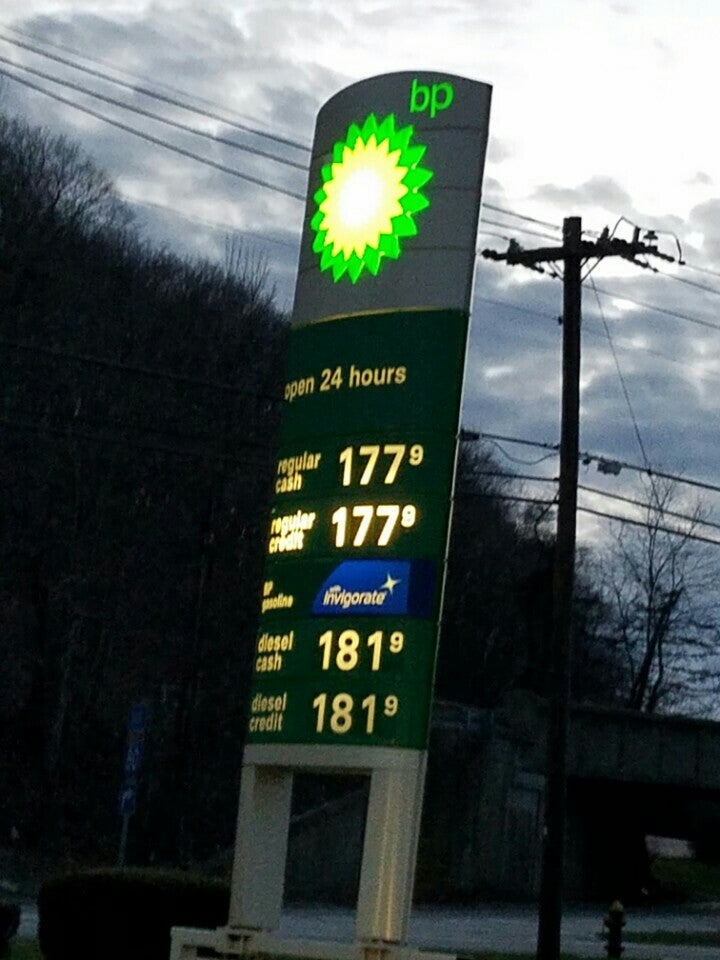 bp
open 24 hours
regular
cash
177⁹
regular
credit
177⁹
BP
gasoline
with
Invigorate
diesel
cash
181⁹
diesel
credit
181⁹